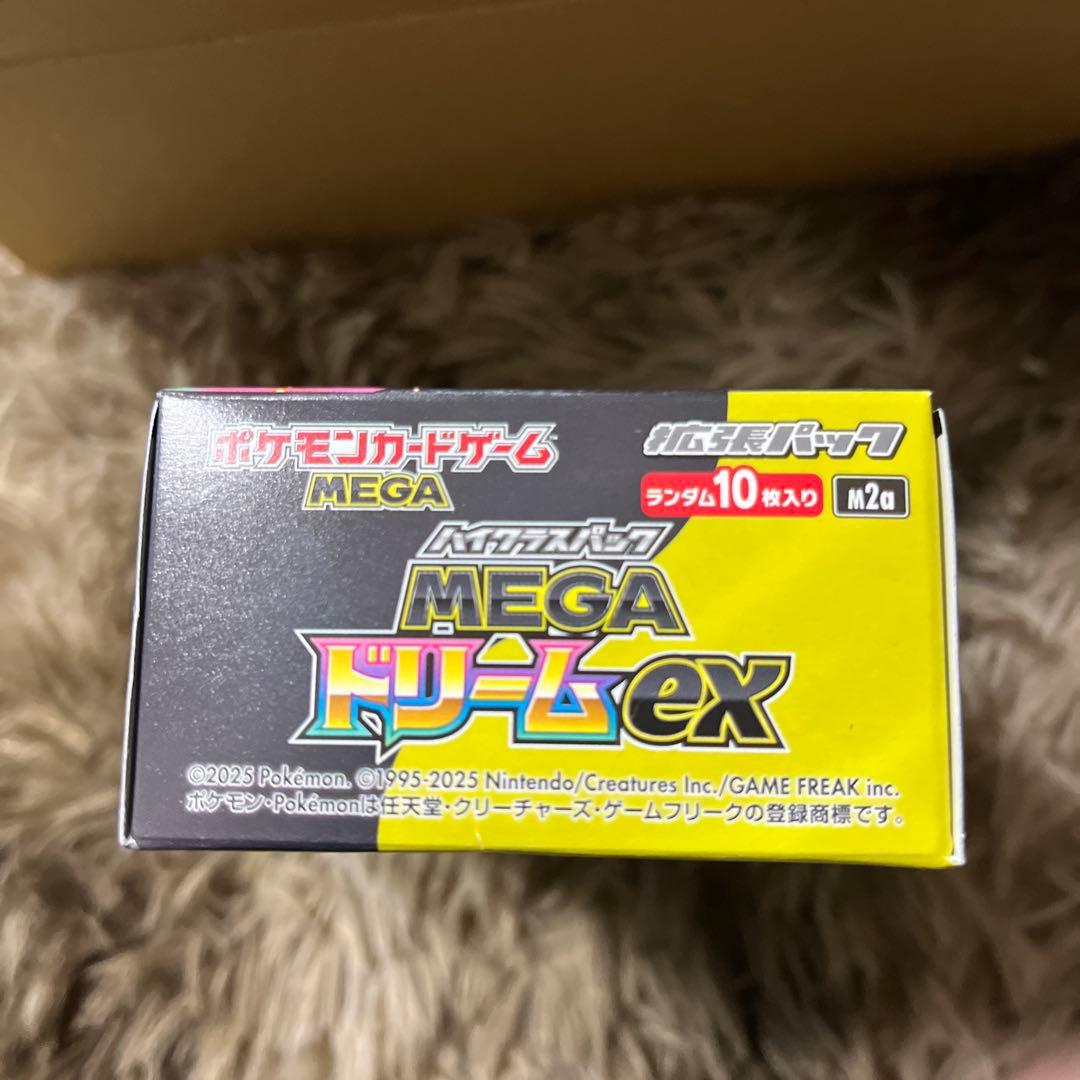 ポケモンカードゲーム
MEGA
拡張パック
ランダム10枚入り
M2a
ハイクラスパック
MEGA
ドリームex
©2025 Pokémon. ©1995-2025 Nintendo/Creatures Inc./GAME FREAK inc.
ポケモン・Pokémonは任天堂・クリーチャーズ・ゲームフリークの登録商標です。